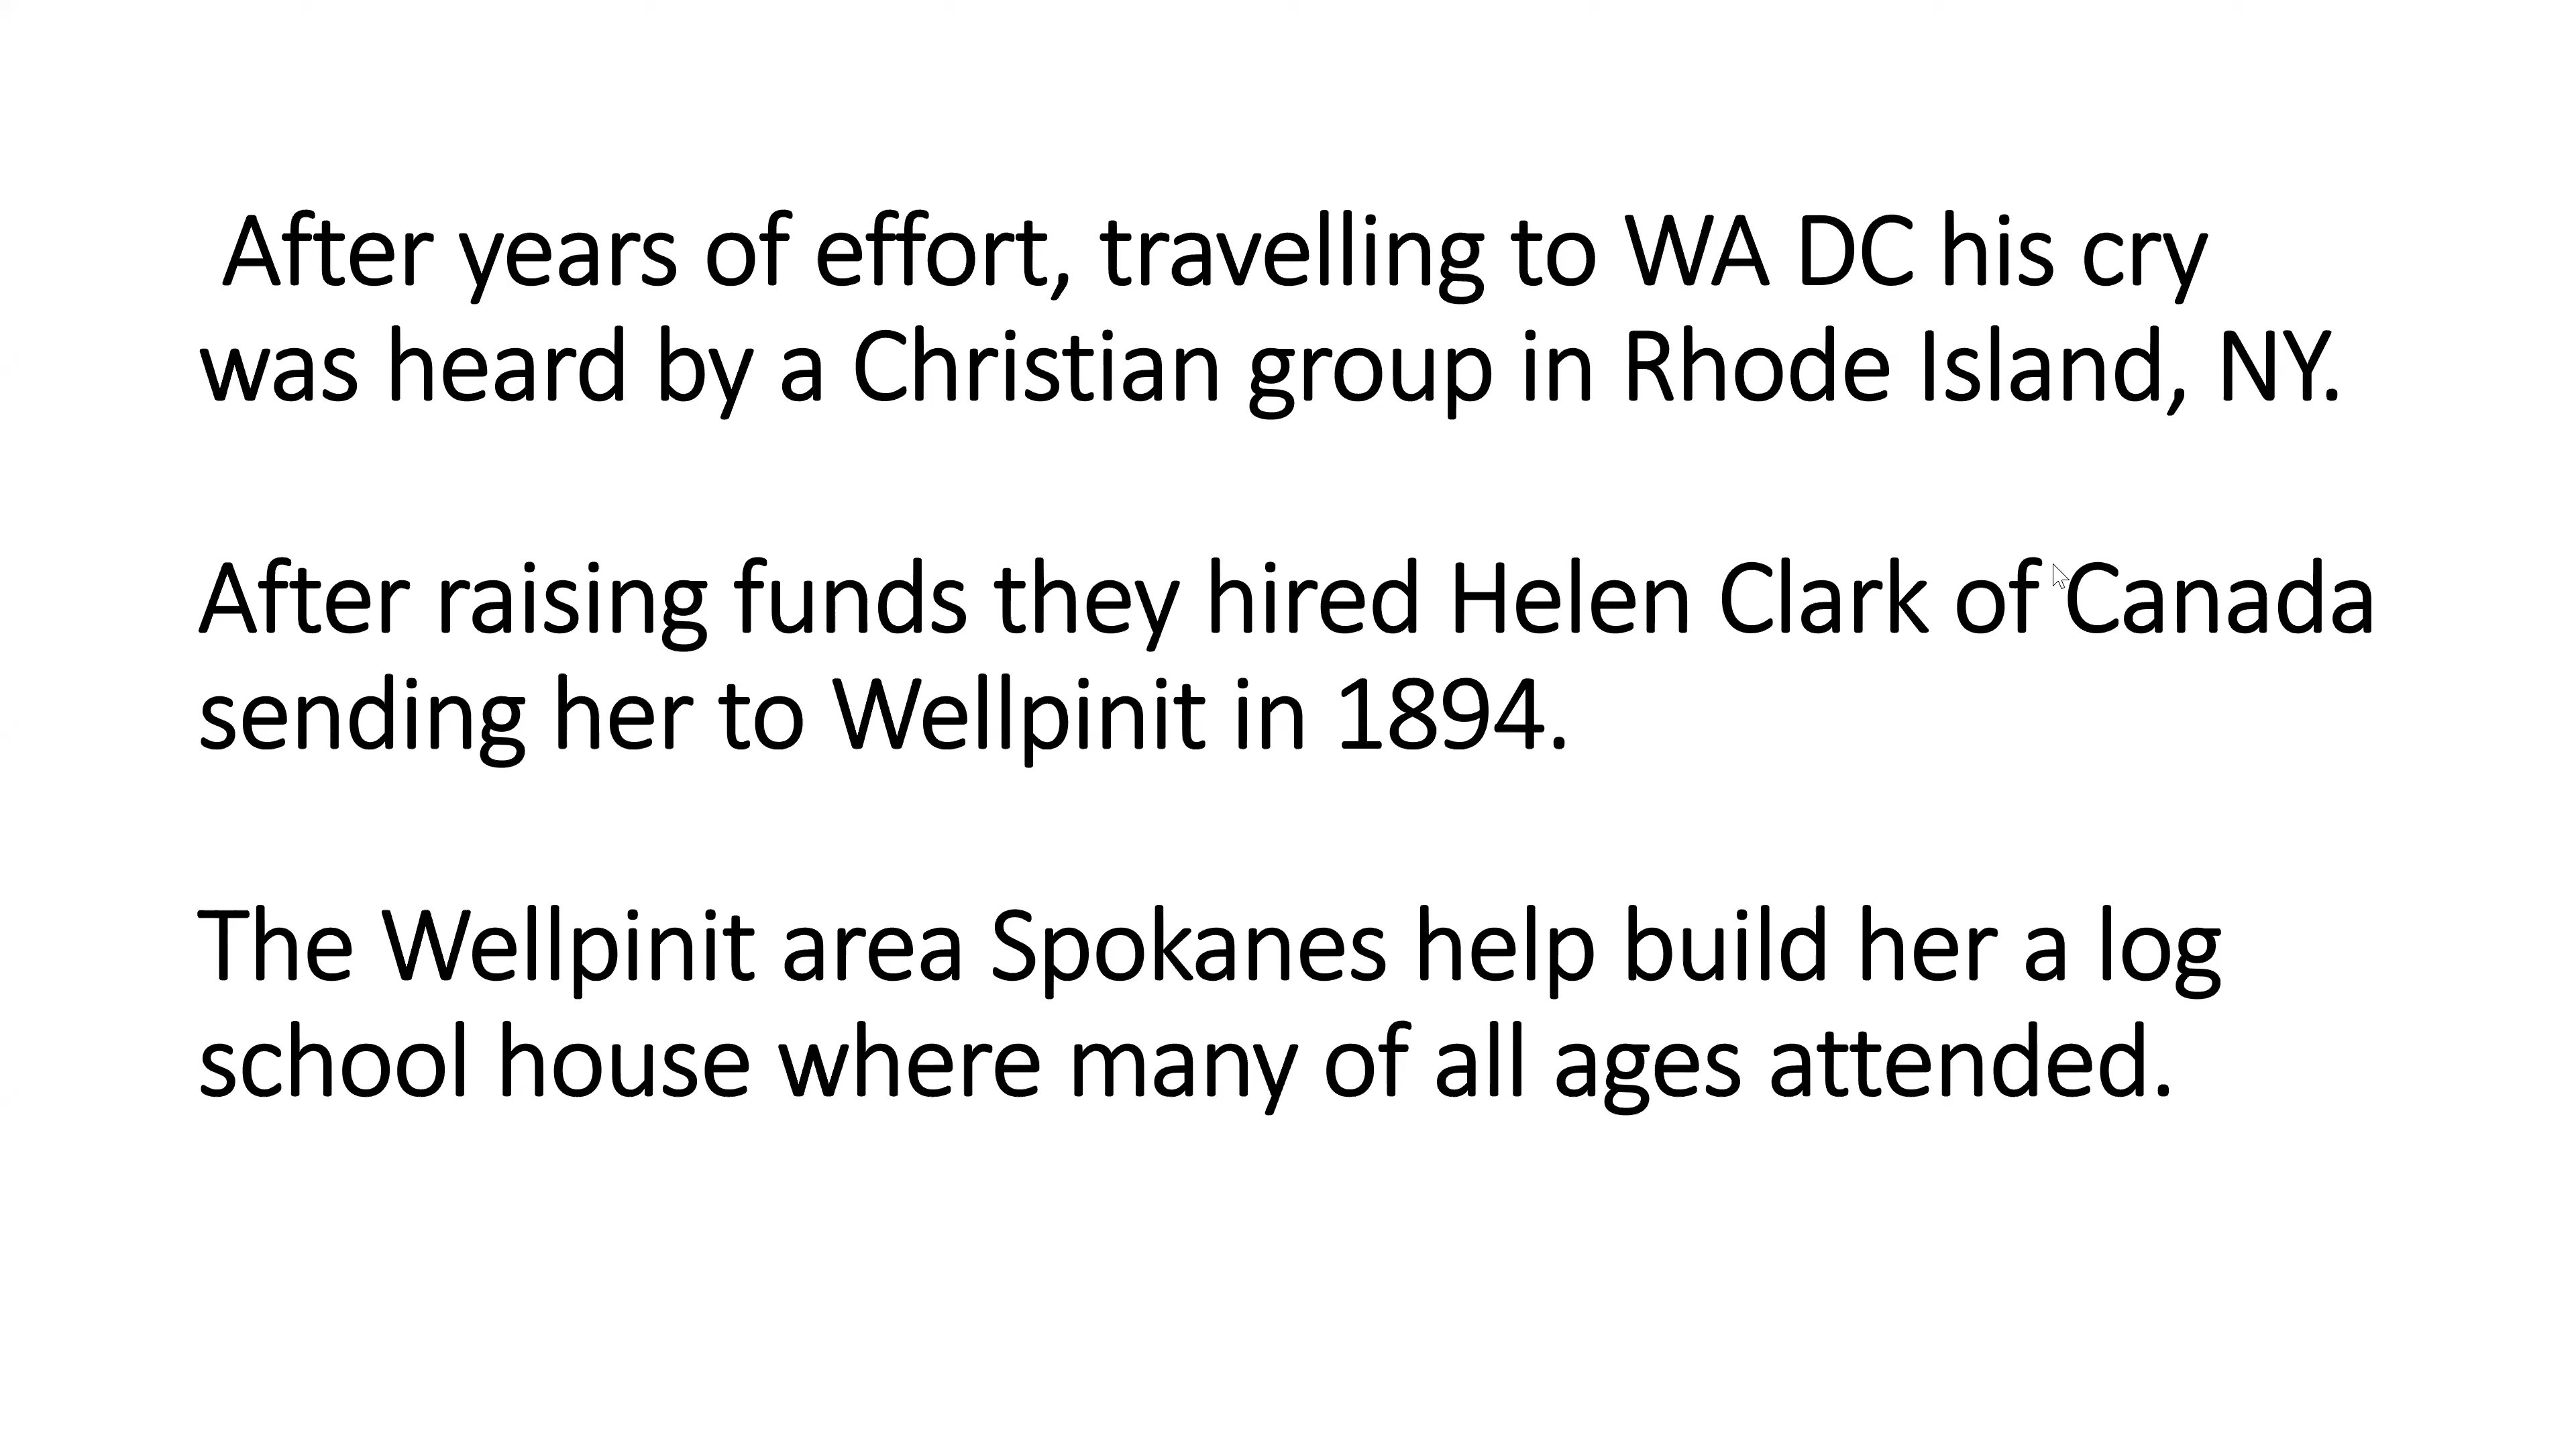 After years of effort, travelling to WA DC his cry
was heard by a Christian group in Rhode Island, NY.
After raising funds they hired Helen Clark of Canada
sending her to Wellpinit in 1894.
The Wellpinit area Spokanes help build her a log
school house where many of all ages attended.